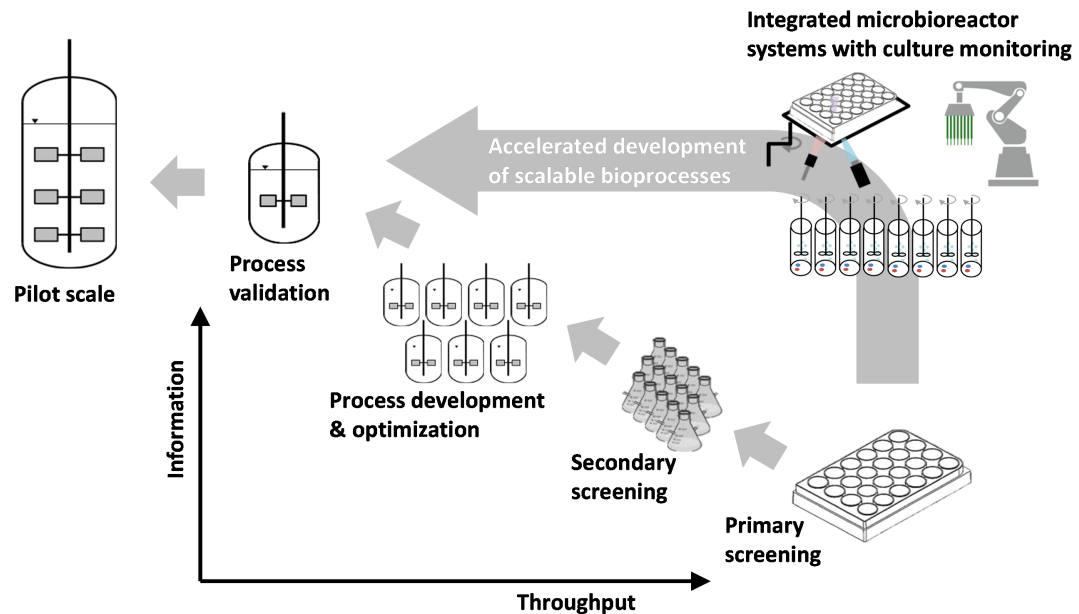 Integrated microbioreactor
systems with culture monitoring
Accelerated development
of scalable bioprocesses
Pilot scale
Process
validation
Process development
& optimization
Secondary
screening
Primary
screening
Information
Throughput